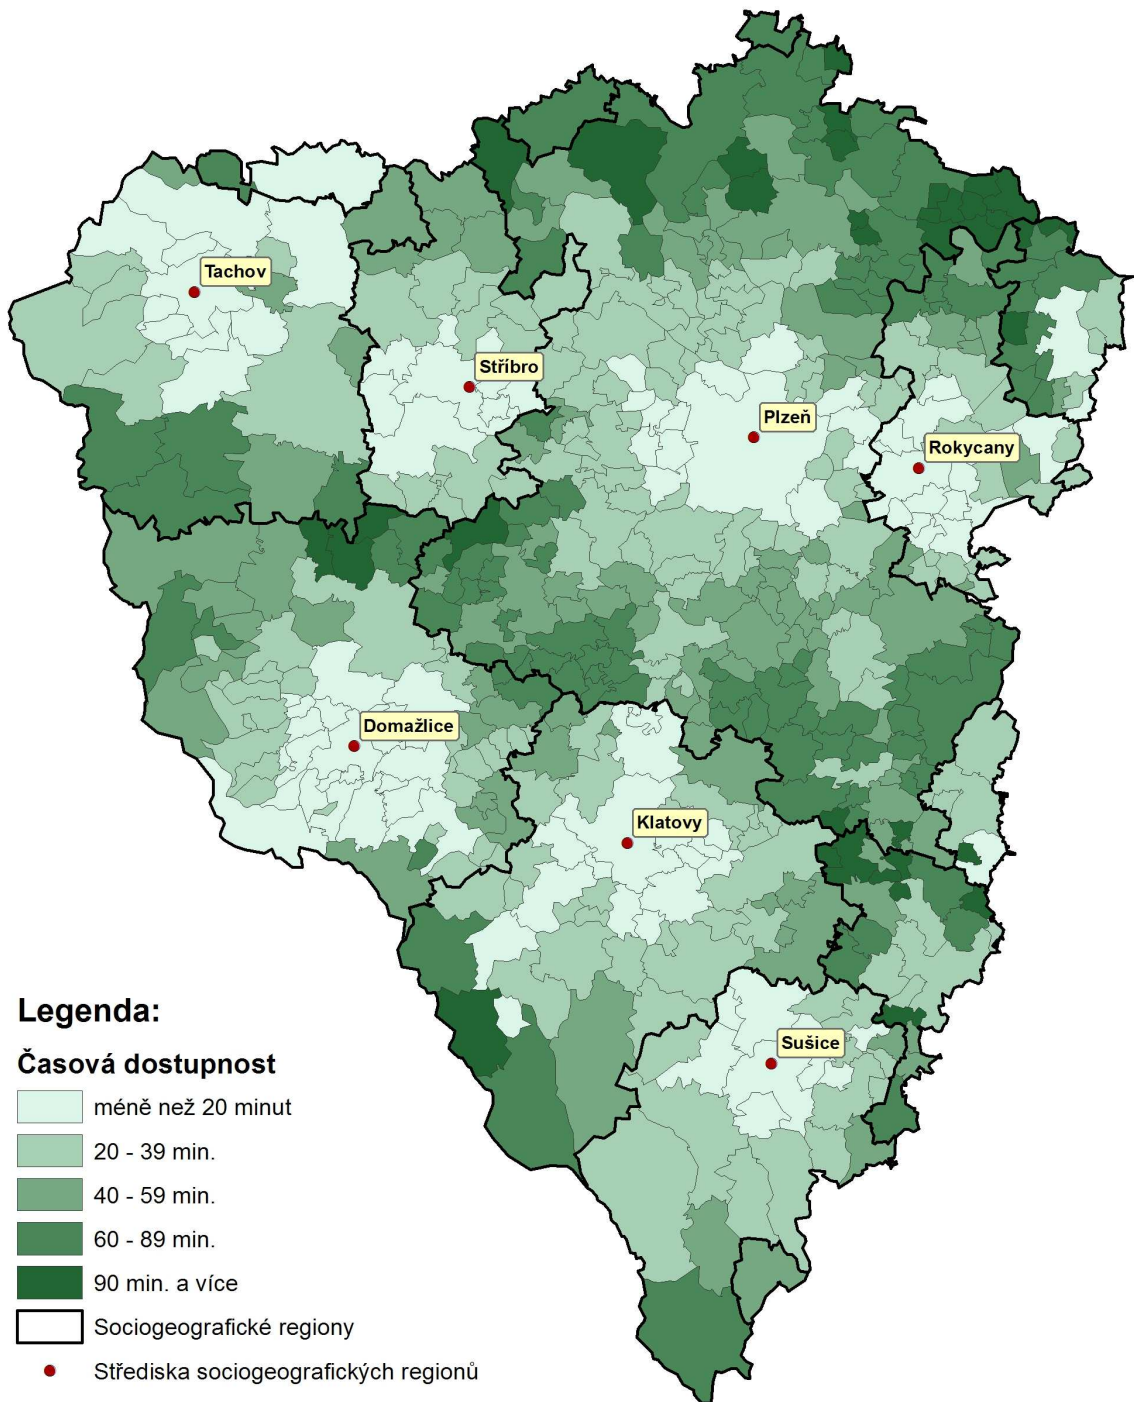 Tachov
Stříbro
Plzeň
Rokycany
Domažlice
Klatovy
Sušice
Legenda:
Časová dostupnost
méně než 20 minut
20 - 39 min.
40 - 59 min.
60 - 89 min.
90 min. a více
Sociogeografické regiony
Střediska sociogeografických regionů